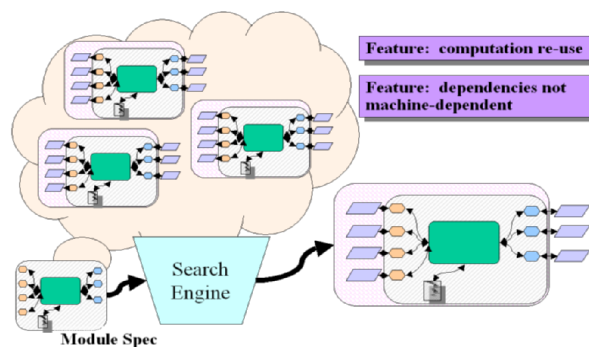 Feature:  computation re-use
Feature:  dependencies not
machine-dependent
Search
Engine
Module Spec